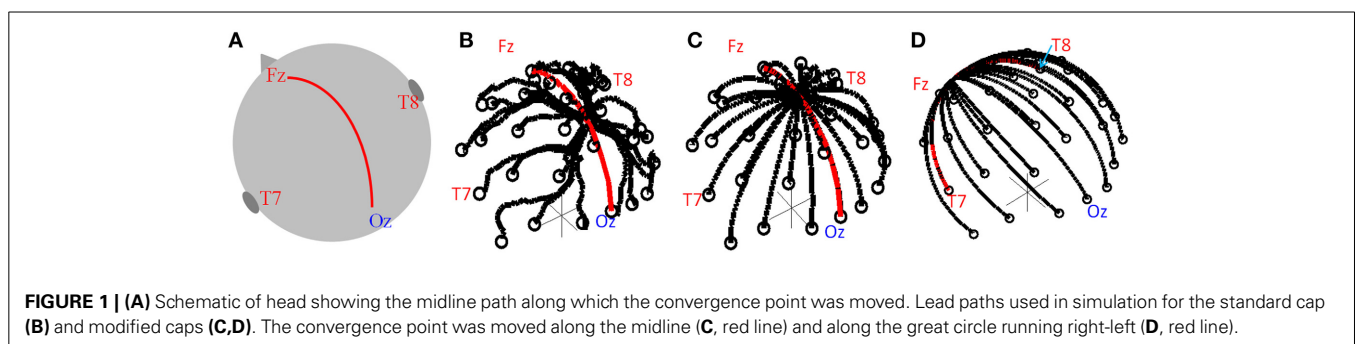 A
Fz
T8
T7
Oz
B
Fz
T8
T7
Oz
C
Fz
T8
T7
Oz
D
T8
Fz
T7
Oz
FIGURE 1 | (A) Schematic of head showing the midline path along which the convergence point was moved. Lead paths used in simulation for the standard cap
(B) and modified caps (C,D). The convergence point was moved along the midline (C, red line) and along the great circle running right-left (D, red line).